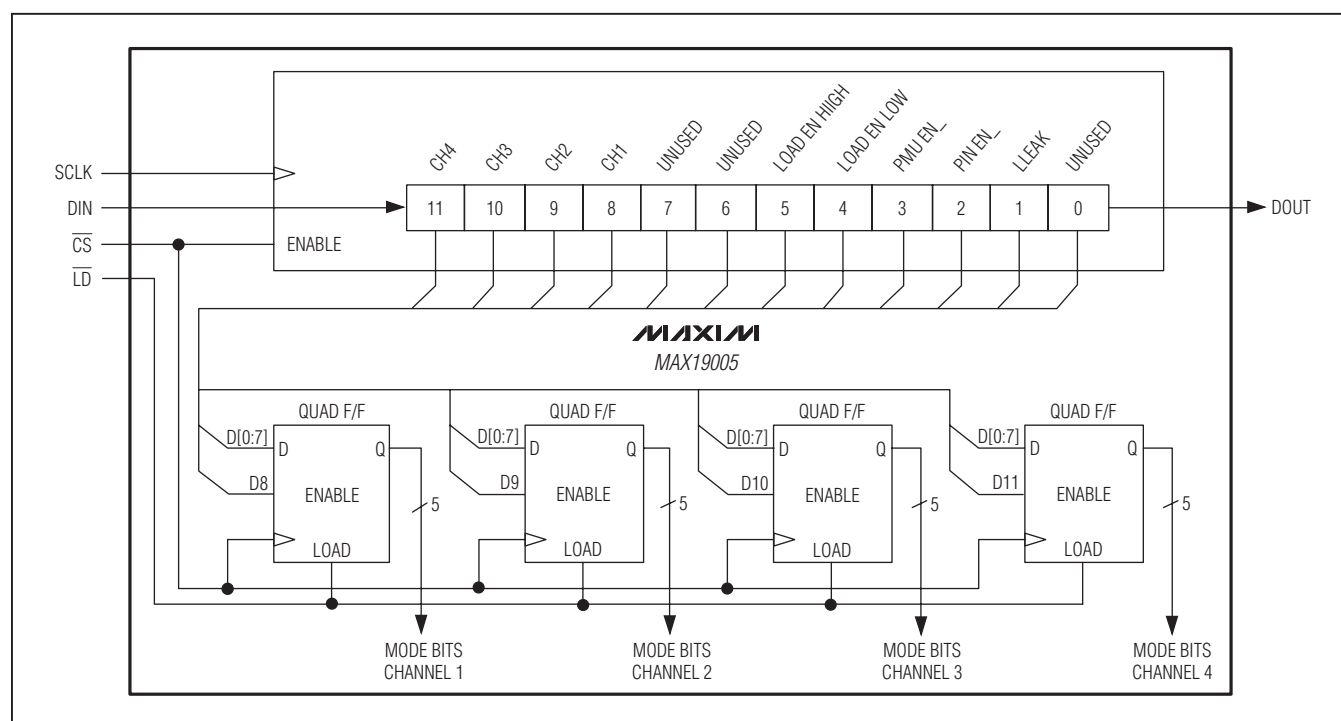 CH4
CH3
CH2
CH1
UNUSED
UNUSED
LOAD EN HIIGH
LOAD EN LOW
PMU EN_
PIN EN_
LLEAK
UNUSED
SCLK
DIN
11 10 9 8 7 6 5 4 3 2 1 0
DOUT
CS
ENABLE
LD
MAXIM
MAX19005
QUAD F/F QUAD F/F QUAD F/F QUAD F/F
D[0:7] D Q D[0:7] D Q D[0:7] D Q D[0:7] D Q
D8 ENABLE 5 D9 ENABLE 5 D10 ENABLE 5 D11 ENABLE 5
LOAD LOAD LOAD LOAD
MODE BITS MODE BITS MODE BITS MODE BITS
CHANNEL 1 CHANNEL 2 CHANNEL 3 CHANNEL 4